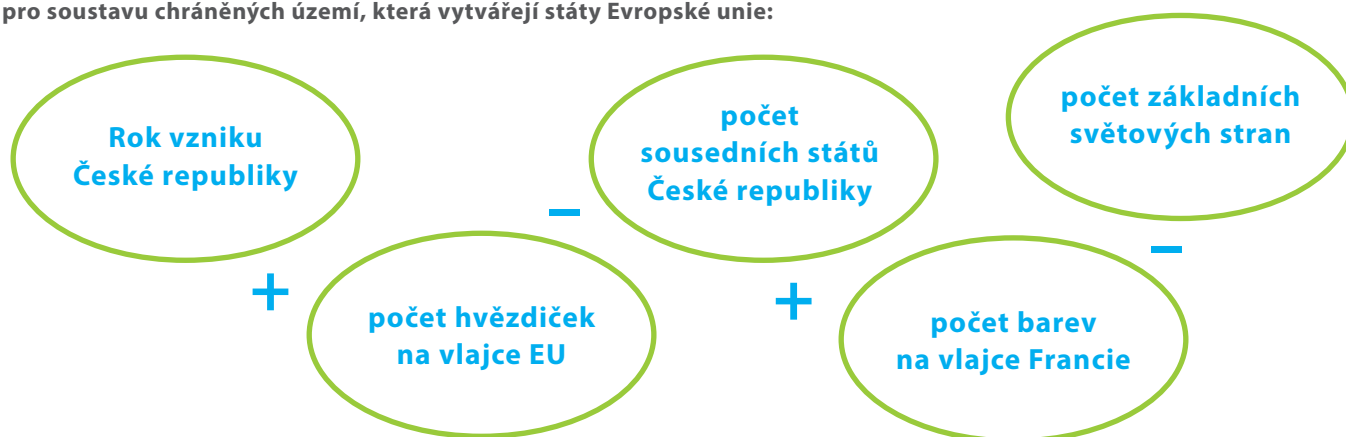 pro soustavu chráněných území, která vytvářejí státy Evropské unie:
Rok vzniku
České republiky
+
počet hvězdiček
na vlajce EU
–
počet
sousedních států
České republiky
+
počet barev
na vlajce Francie
–
počet základních
světových stran